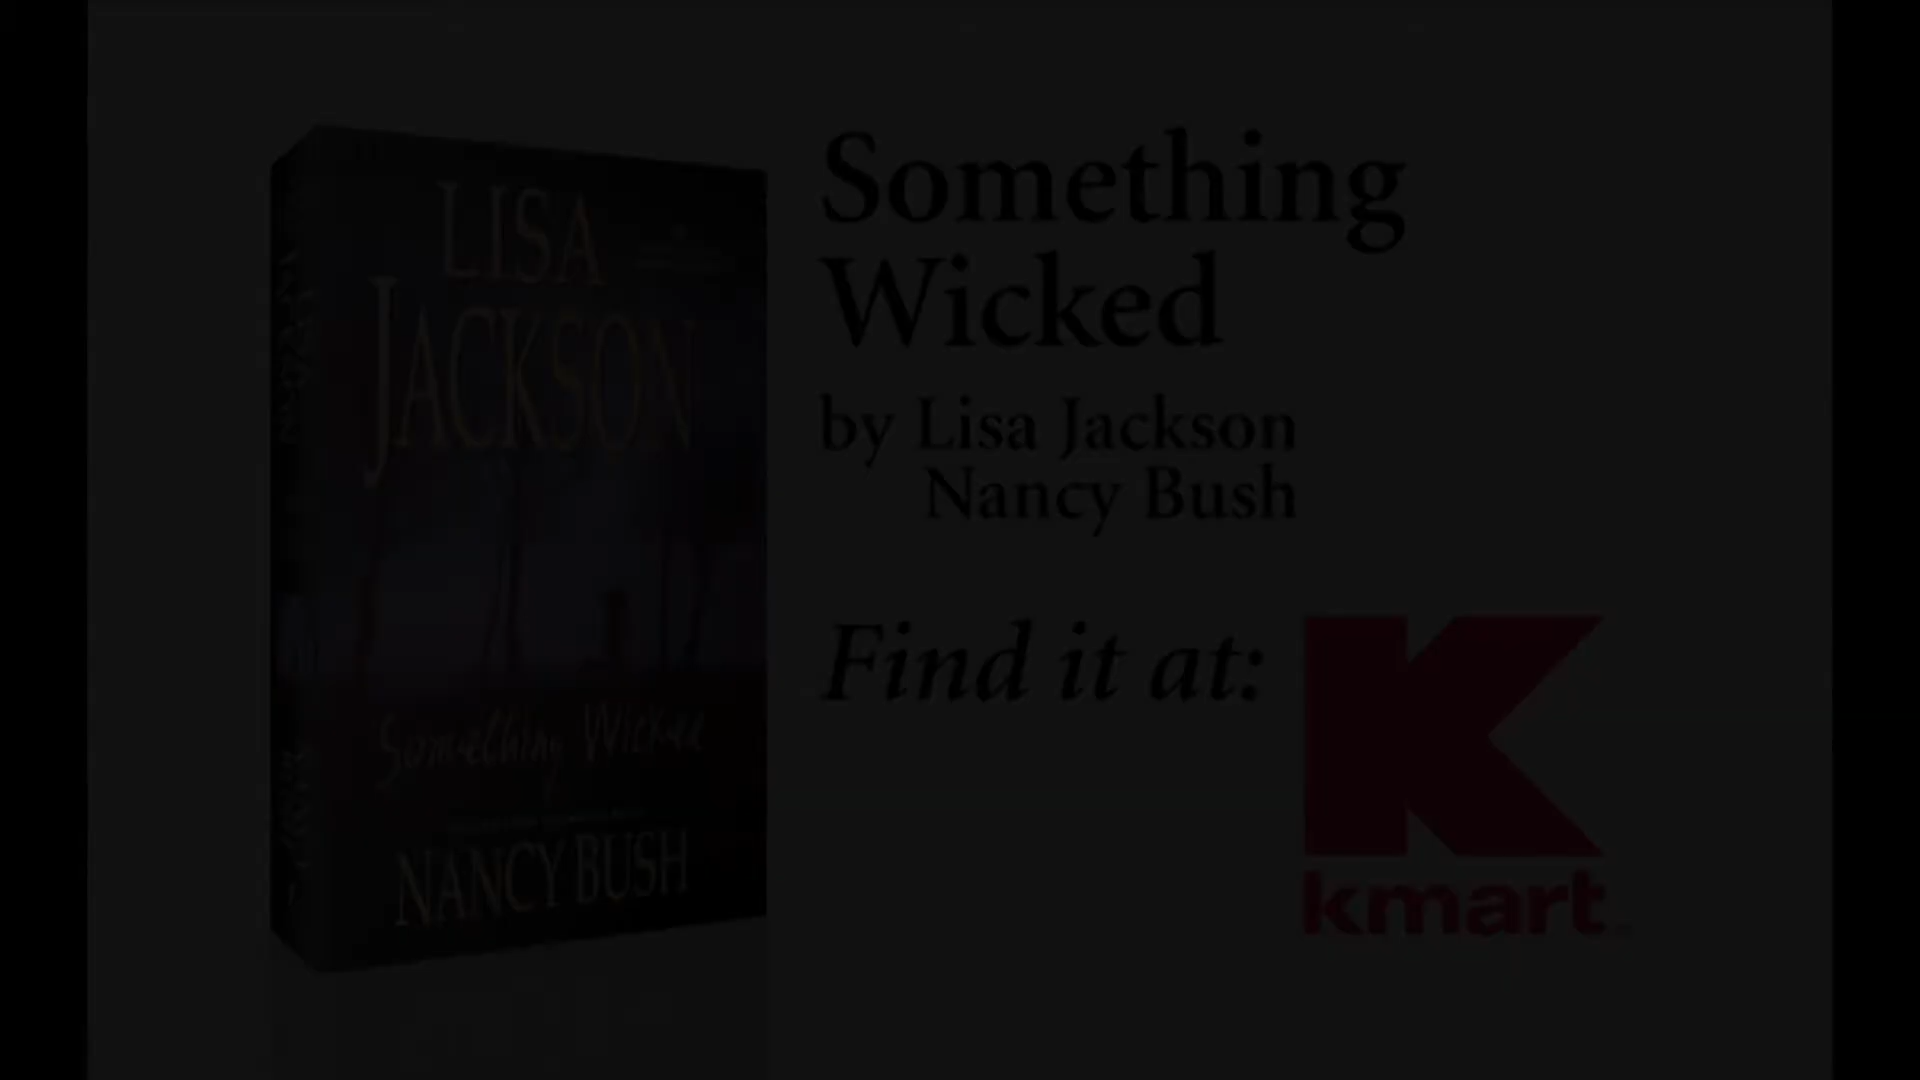 LISA
JACKSON
Something Wicked
NANCY BUSH
Something
Wicked
by Lisa Jackson
Nancy Bush
Find it at:
K
kmart